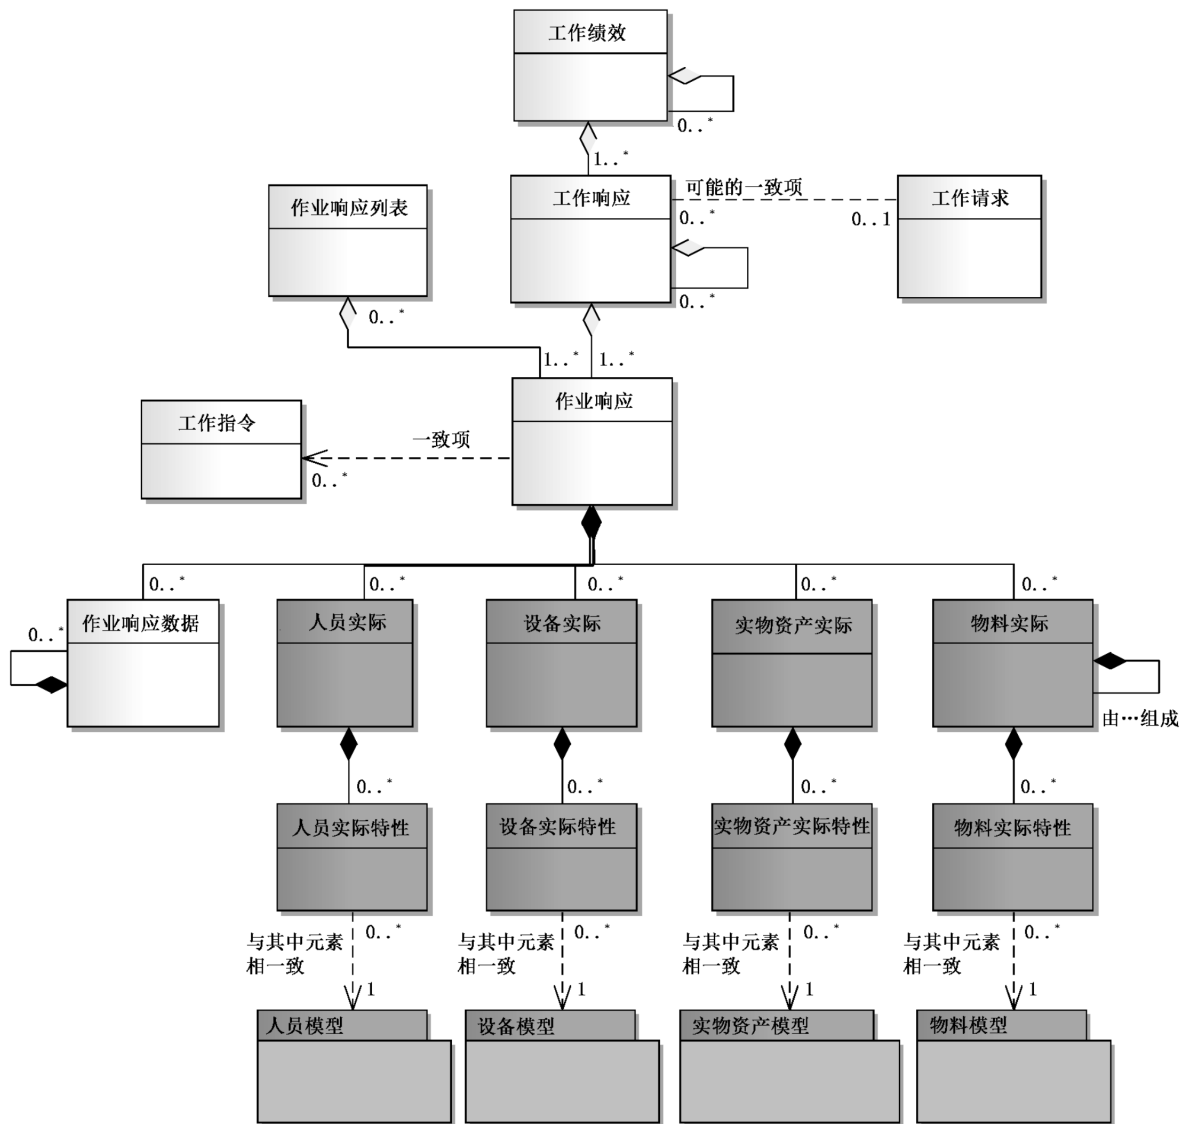 工作绩效
0..*
1..*
作业响应列表
工作响应
可能的一致项
工作请求
0..*
0..1
0..*
0..*
1..*
1..*
作业响应
工作指令
一致项
0..*
0..*
0..*
0..*
0..*
0..*
作业响应数据
人员实际
设备实际
实物资产实际
物料实际
0..*
由…组成
0..*
0..*
0..*
0..*
人员实际特性
设备实际特性
实物资产实际特性
物料实际特性
与其中元素
相一致
0..*
1
与其中元素
相一致
0..*
1
与其中元素
相一致
0..*
1
与其中元素
相一致
0..*
1
人员模型
设备模型
实物资产模型
物料模型